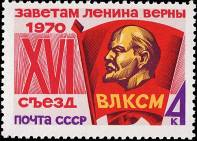 ЗАВЕТАМ ЛЕНИНА ВЕРНЫ
1970
XVI
СЪЕЗД
ВЛКСМ
ПОЧТА СССР
4
К